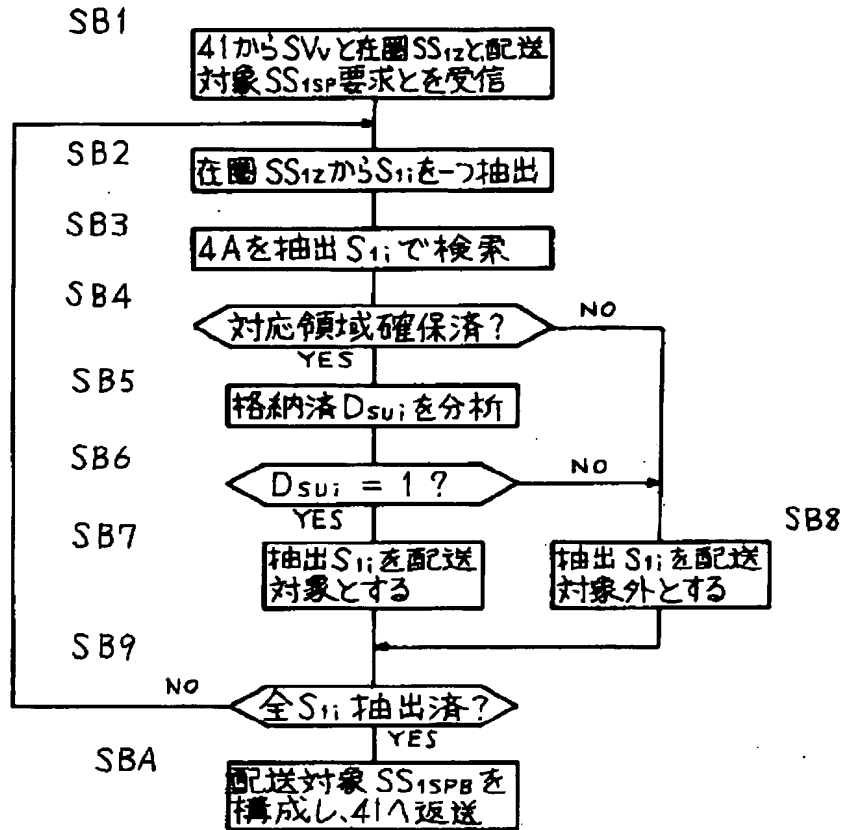 SB1
41からSVvと在圏SS1Zと配送
対象SS1SP要求とを受信
SB2
在圏SS1ZからS1iを一つ抽出
SB3
4Aを抽出S1iで検索
SB4
対応領域確保済?
NO
YES
SB5
格納済DSUiを分析
SB6
DSUi = 1?
NO
YES
SB7
抽出S1iを配送
対象とする
SB8
抽出S1iを配送
対象外とする
SB9
NO
全S1i抽出済?
YES
SBA
配送対象SS1SPBを
構成し、41へ返送